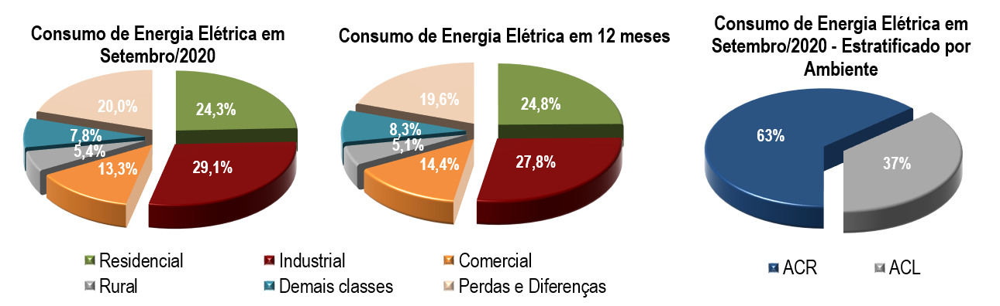 Consumo de Energia Elétrica em
Setembro/2020
20,0%
24,3%
7,8%
5,4%
13,3%
29,1%
Consumo de Energia Elétrica em 12 meses
19,6%
24,8%
8,3%
5,1%
14,4%
27,8%
Residencial
Industrial
Comercial
Rural
Demais classes
Perdas e Diferenças
Consumo de Energia Elétrica em
Setembro/2020 - Estratificado por
Ambiente
63%
37%
ACR
ACL